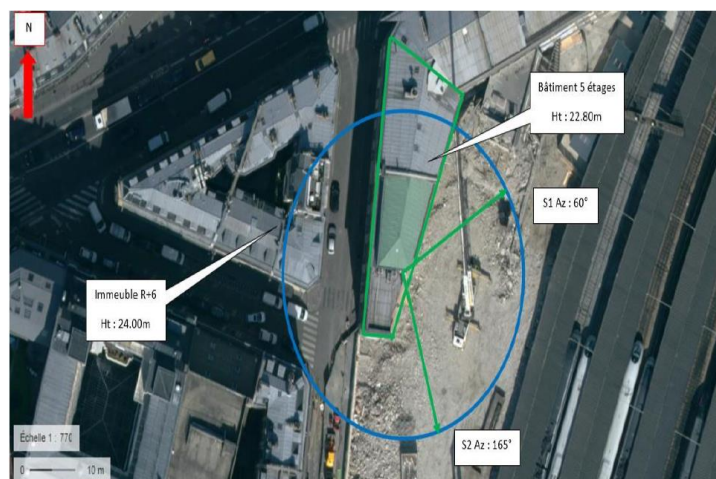 N
Bâtiment 5 étages
Ht : 22.80m
S1 Az : 60°
Immeuble R+6
Ht : 24.00m
S2 Az : 165°
Échelle 1 : 770
0
10 m